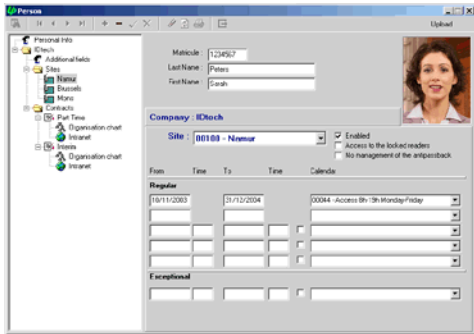 Person
Upload
Personal Info
IDtech
Additional fields
Sites
Namur
Brussels
Mons
Contracts
Part Time
Organisation chart
Intranet
Interim
Organisation chart
Intranet
Matricule : 1234567
Last Name : Peters
First Name : Sarah
Company : IDtech
Site : 00100 - Namur
Enabled
Access to the locked readers
No management of the antipassback
From Time To Time Calendar
Regular
18/11/2003 31/12/2004 00044 - Access 8h-19h Monday-Friday
Exceptional